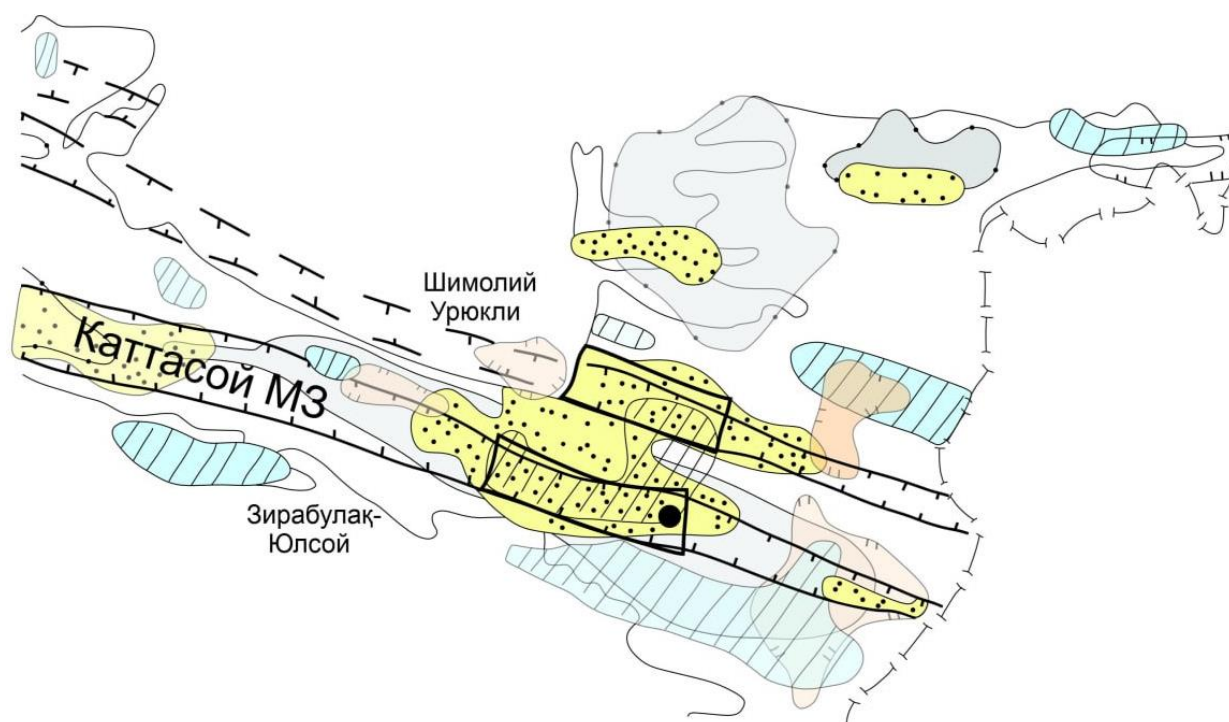 Шимолий
Урюкли
Каттасой МЗ
Зирабулақ-
Юлсой